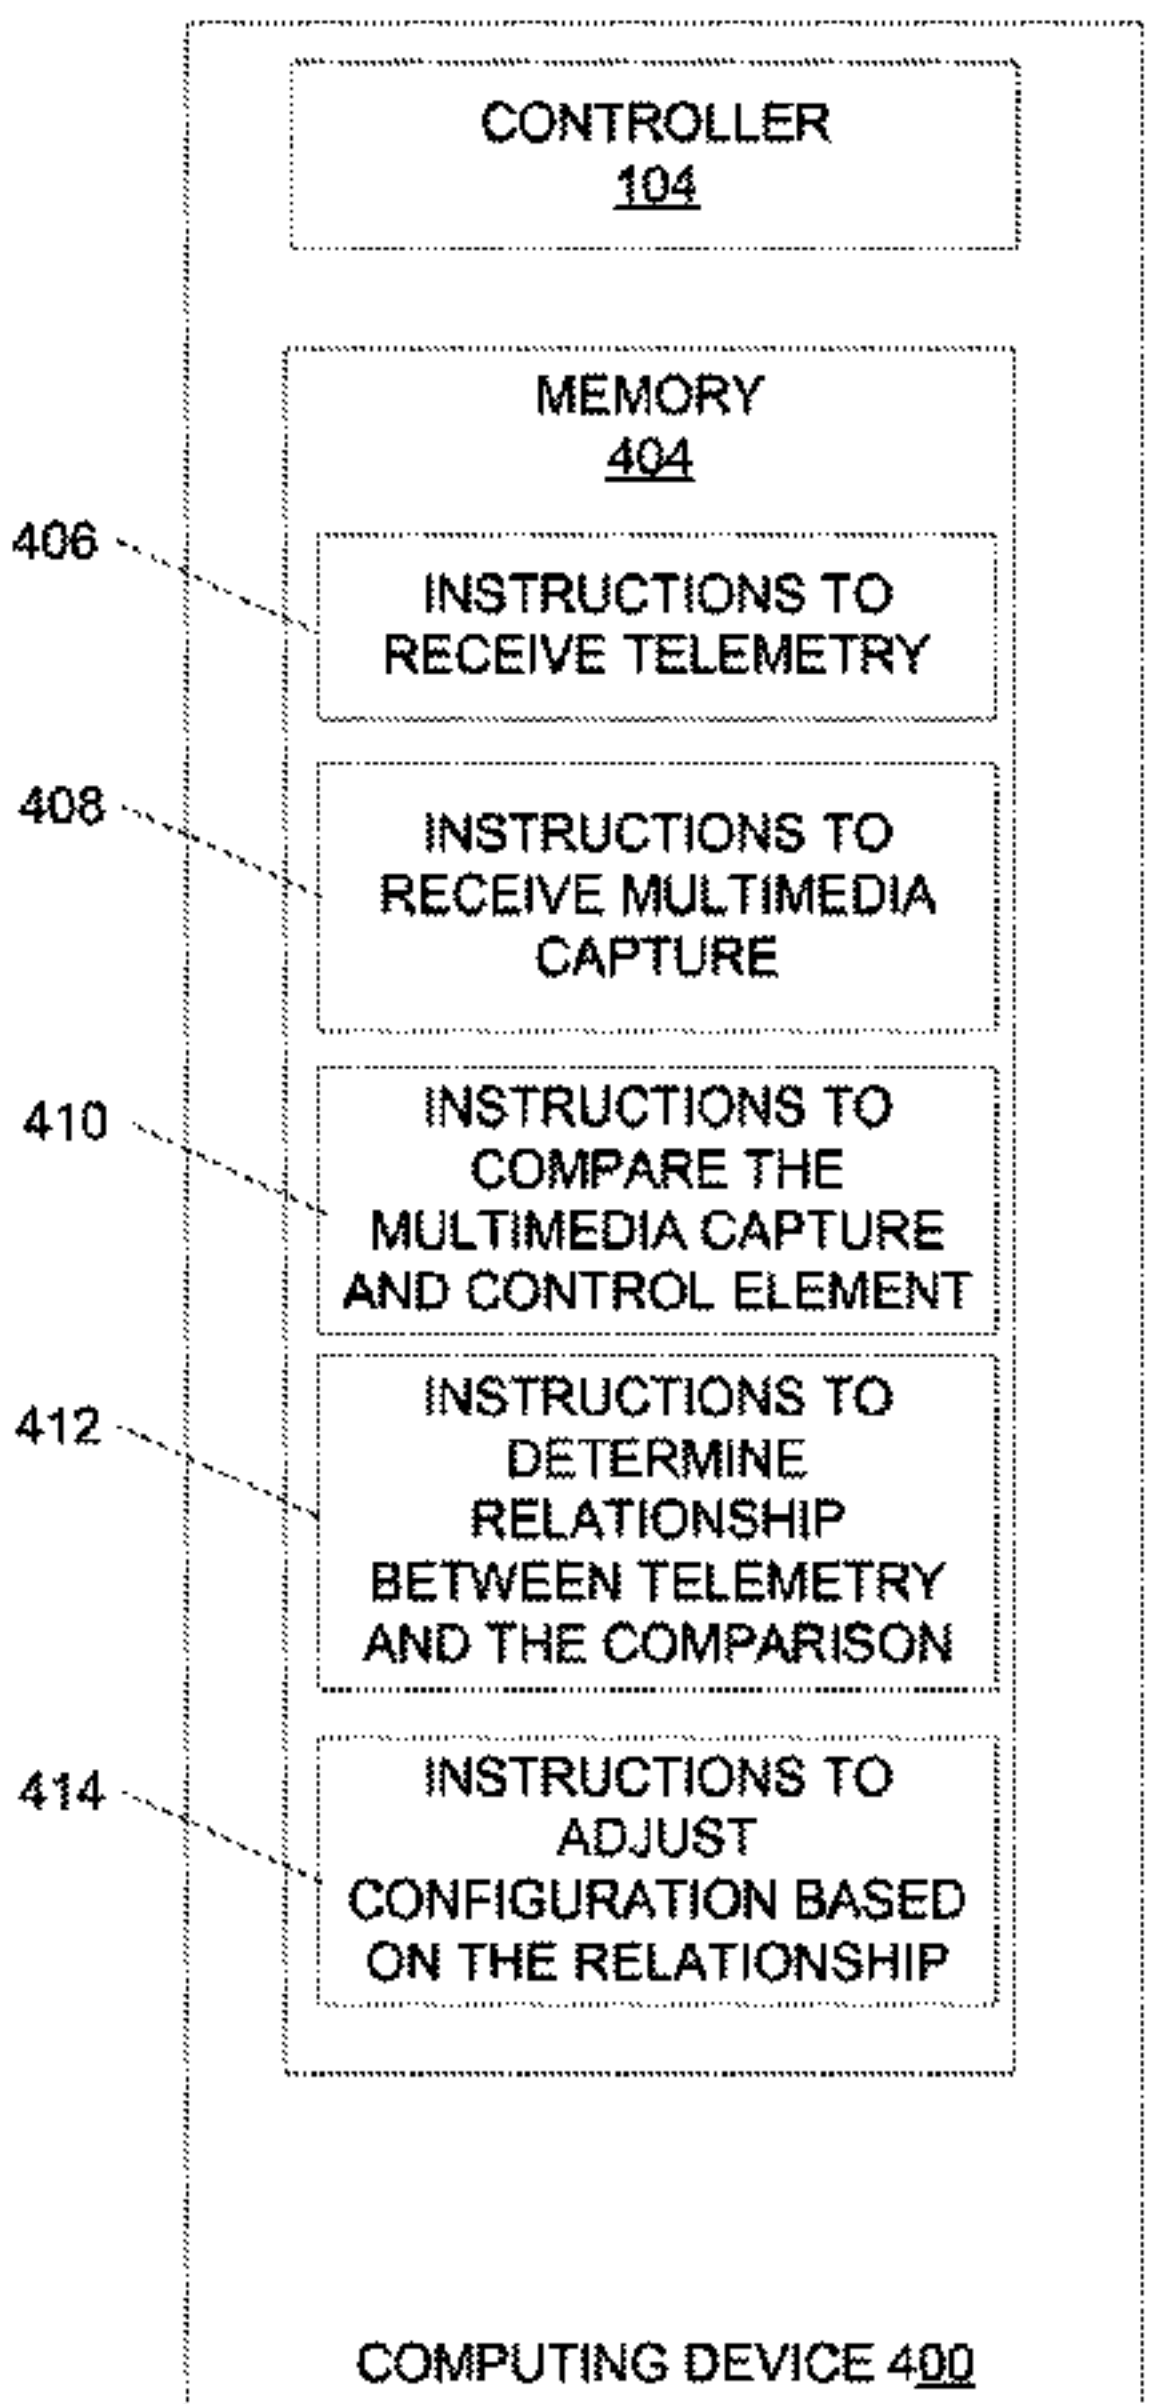 CONTROLLER
104
MEMORY
404
406
INSTRUCTIONS TO
RECEIVE TELEMETRY
408
INSTRUCTIONS TO
RECEIVE MULTIMEDIA
CAPTURE
410
INSTRUCTIONS TO
COMPARE THE
MULTIMEDIA CAPTURE
AND CONTROL ELEMENT
412
INSTRUCTIONS TO
DETERMINE
RELATIONSHIP
BETWEEN TELEMETRY
AND THE COMPARISON
414
INSTRUCTIONS TO
ADJUST
CONFIGURATION BASED
ON THE RELATIONSHIP
COMPUTING DEVICE 400